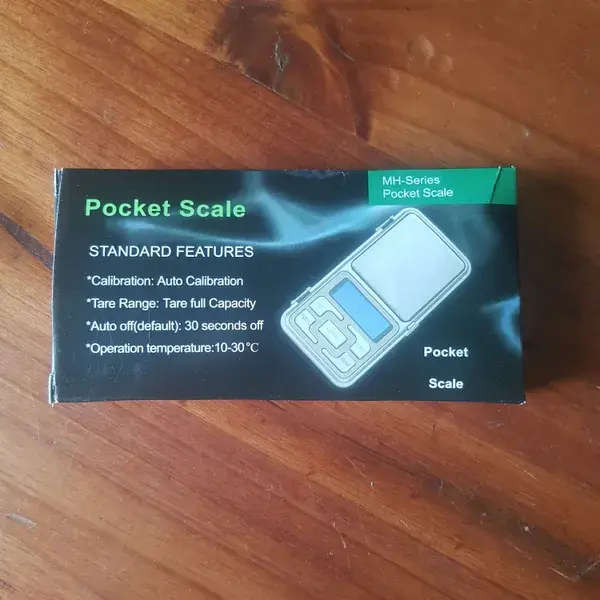 MH-Series
Pocket Scale
Pocket Scale
STANDARD FEATURES
*Calibration: Auto Calibration
*Tare Range: Tare full Capacity
*Auto off(default): 30 seconds off
*Operation temperature:10-30℃
Pocket
Scale